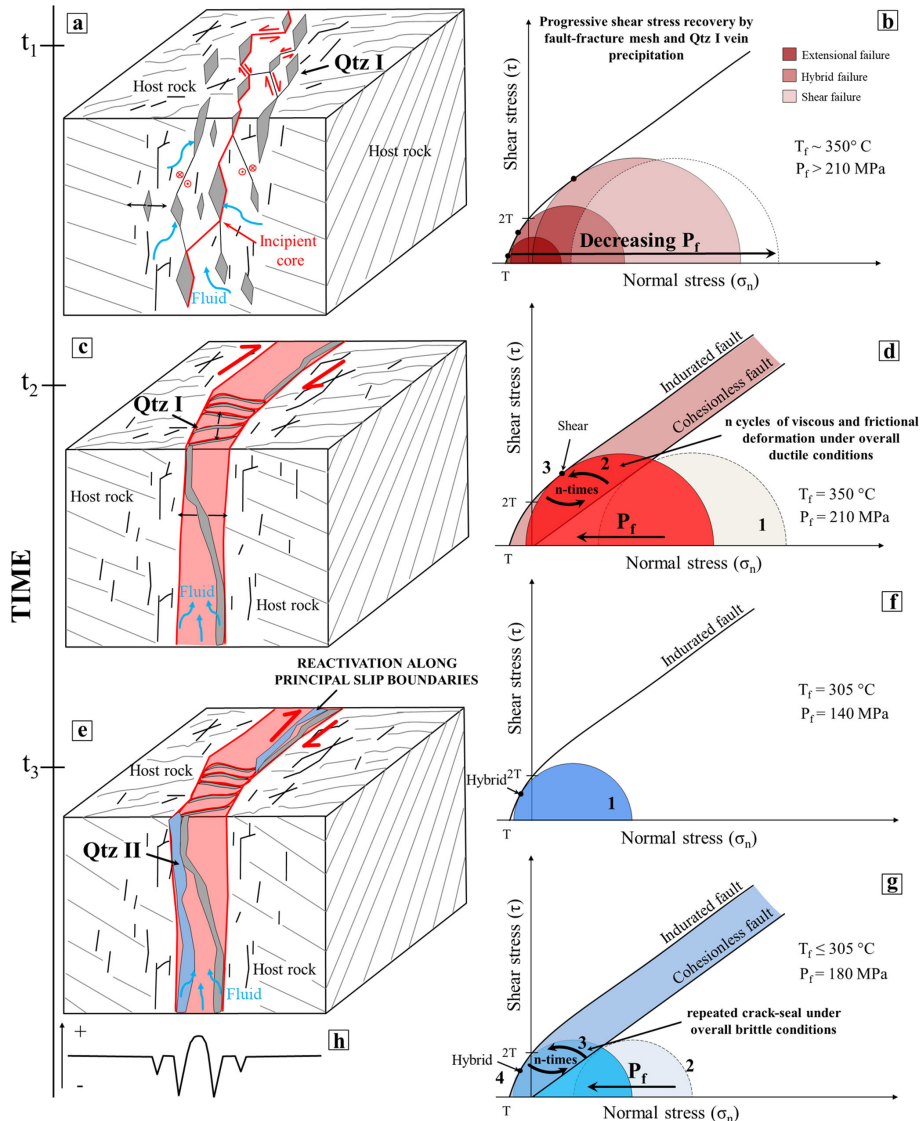 TIME
t1
a
Qtz I
Host rock
Host rock
Incipient
core
Fluid
b
Progressive shear stress recovery by
fault-fracture mesh and Qtz I vein
precipitation
Extensional failure
Hybrid failure
Shear failure
Tf ~ 350° C
Pf > 210 MPa
Shear stress (τ)
2T
Decreasing Pf
T
Normal stress (σn)
t2
c
Qtz I
Host rock
Fluid
Host rock
d
Indurated fault
Cohesionless fault
Shear stress (τ)
n cycles of viscous and frictional
deformation under overall
ductile conditions
Shear
3
2
n-times
2T
Tf = 350 °C
Pf = 210 MPa
Pf
1
T
Normal stress (σn)
t3
REACTIVATION ALONG
PRINCIPAL SLIP BOUNDARIES
e
Host rock
Qtz II
Host rock
Fluid
f
Indurated fault
Shear stress (τ)
Tf = 305 °C
Pf = 140 MPa
2T
Hybrid
1
T
Normal stress (σn)
g
Indurated fault
Cohesionless fault
Shear stress (τ)
Tf ≤ 305 °C
Pf = 180 MPa
repeated crack-seal under
overall brittle conditions
2T
Hybrid
3
n-times
4
Pf
2
T
Normal stress (σn)
h
+
-